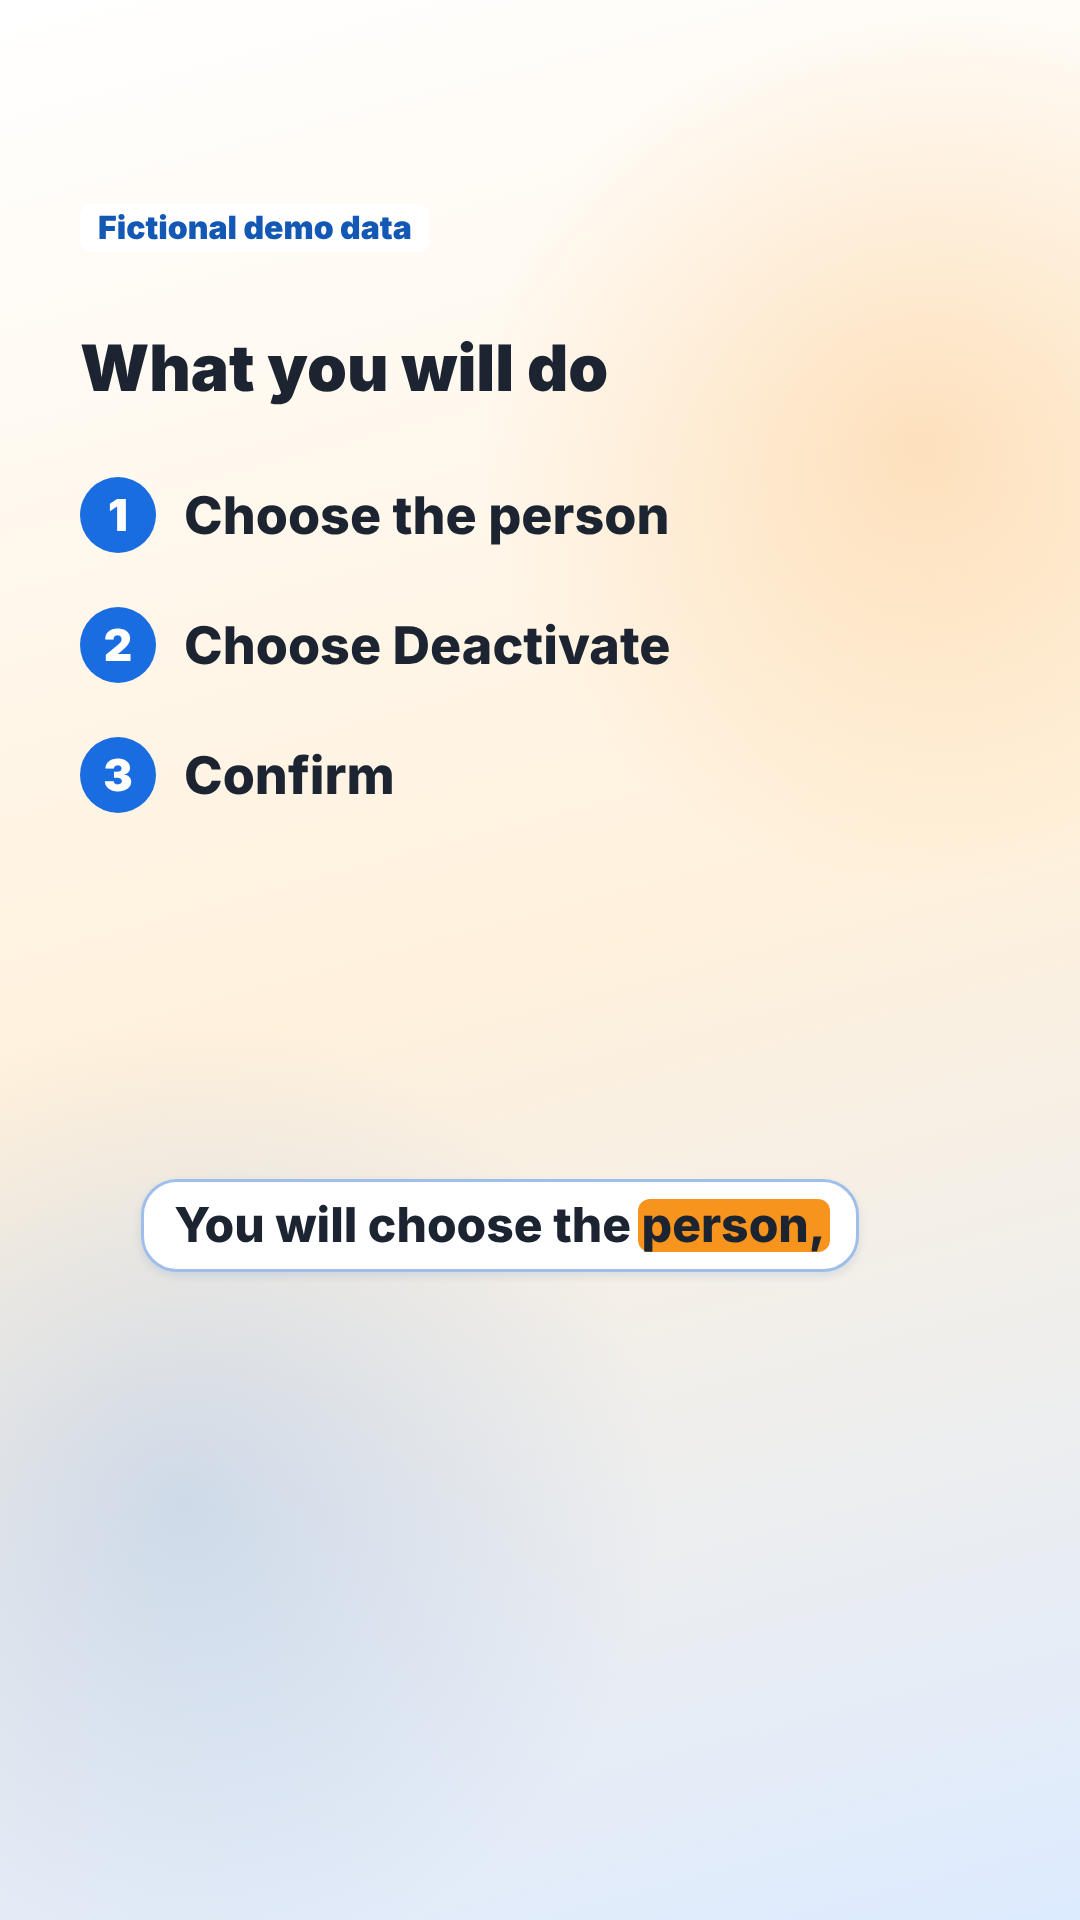 Fictional demo data
What you will do
1 Choose the person
2 Choose Deactivate
3 Confirm
You will choose the person,